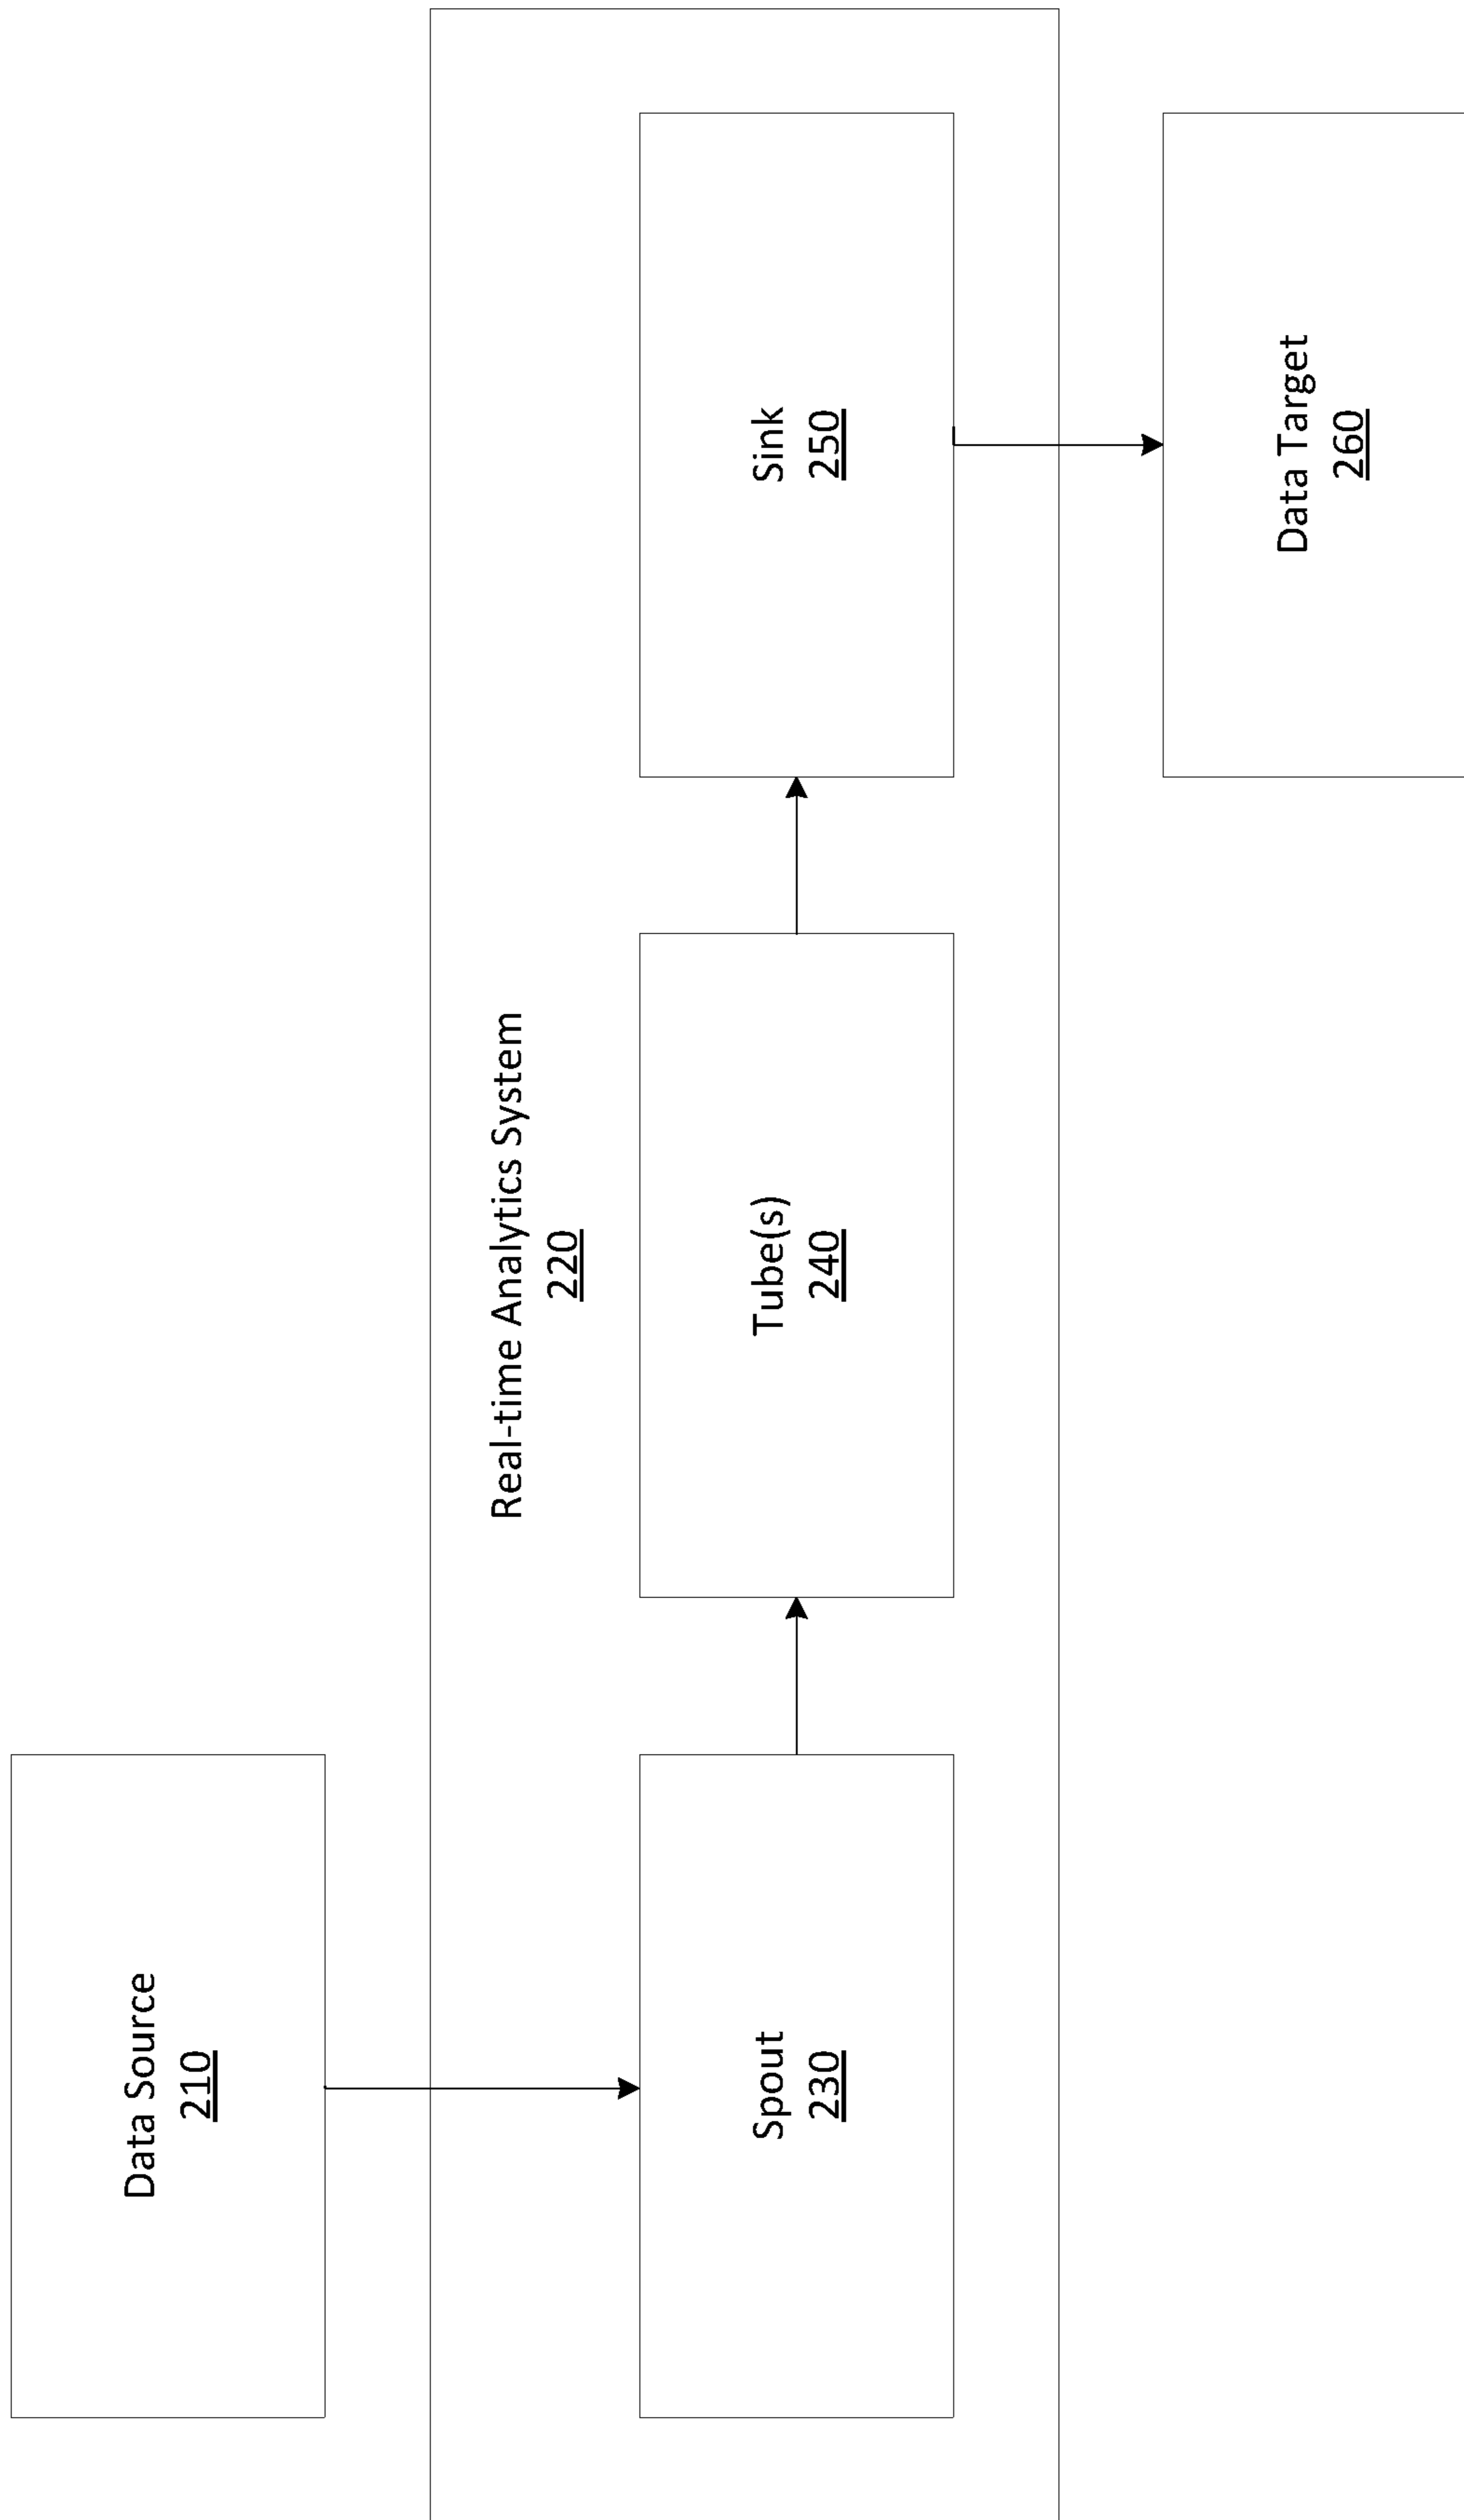 Data Source
210
Real-time Analytics System
220
Spout
230
Tube(s)
240
Sink
250
Data Target
260